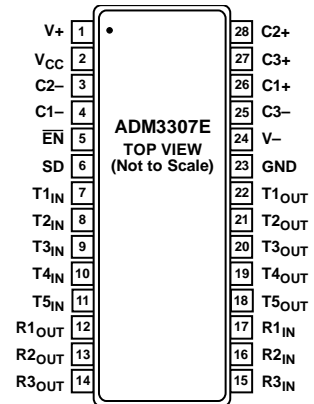 V+ 1 28 C2+
VCC 2 27 C3+
C2– 3 26 C1+
C1– 4 25 C3–
E̅N̅ 5 24 V–
SD 6 23 GND
ADM3307E
TOP VIEW
(Not to Scale)
T1IN 7 22 T1OUT
T2IN 8 21 T2OUT
T3IN 9 20 T3OUT
T4IN 10 19 T4OUT
T5IN 11 18 T5OUT
R1OUT 12 17 R1IN
R2OUT 13 16 R2IN
R3OUT 14 15 R3IN